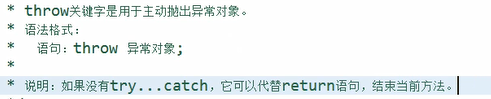 * throw关键字是用于主动抛出异常对象。
* 语法格式：
*   语句：throw 异常对象;
*
* 说明：如果没有try...catch，它可以代替return语句，结束当前方法。